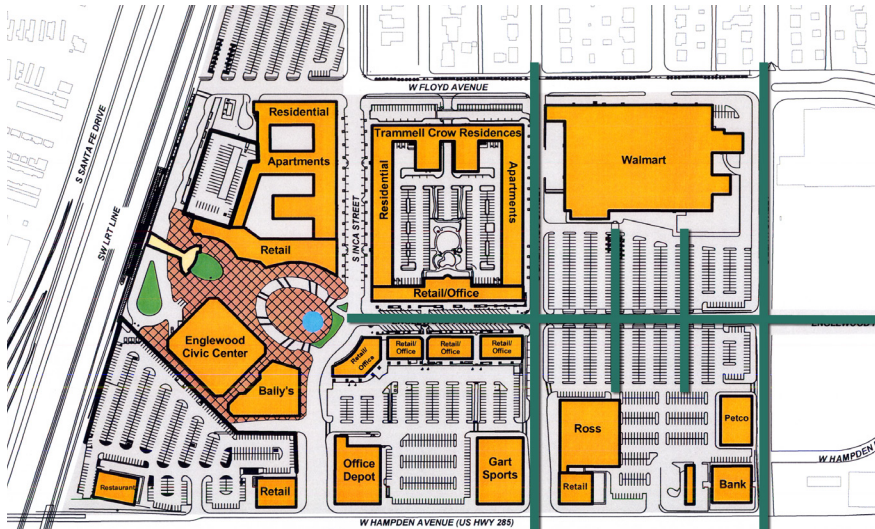 W FLOYD AVENUE
S SANTA FE DRIVE
SW LRT LINE
S INCA STREET
Residential
Apartments
Retail
Trammell Crow Residences
Residential
Apartments
Retail/Office
Walmart
Englewood
Civic Center
Bally's
Retail/
Office
Retail/
Office
Retail/
Office
Retail/
Office
Restaurant
Retail
Office
Depot
Gart
Sports
Ross
Retail
Petco
Bank
W HAMPDEN
W HAMPDEN AVENUE (US HWY 285)